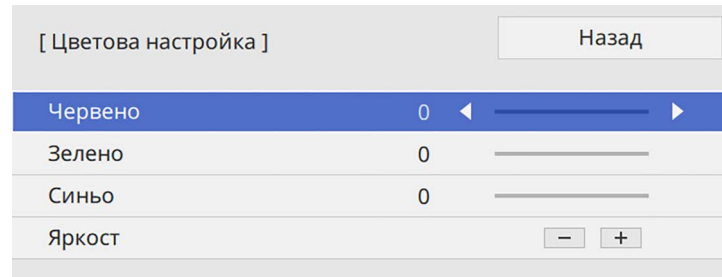 [ Цветова настройка ]
Назад
Червено 0
Зелено 0
Синьо 0
Яркост − +